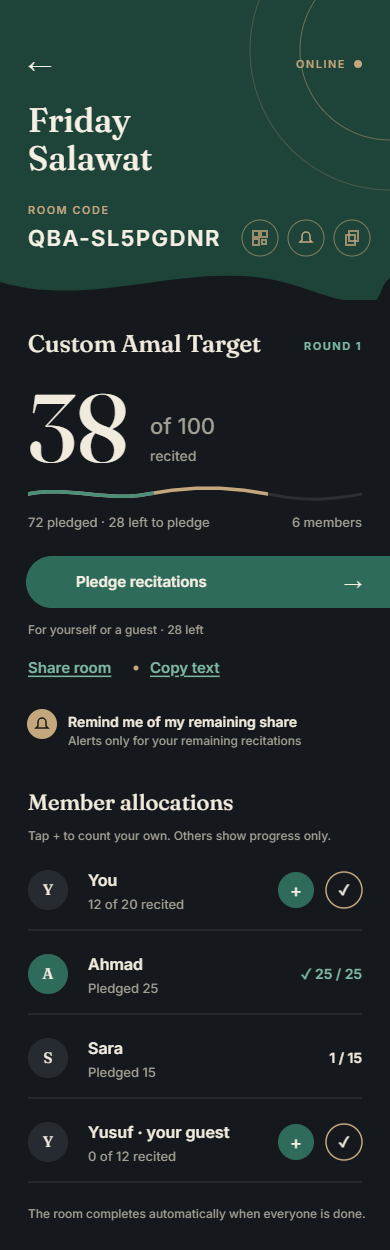 ←
ONLINE
Friday
Salawat
ROOM CODE
QBA-SL5PGDNR
Custom Amal Target
ROUND 1
38 of 100
recited
72 pledged · 28 left to pledge
6 members
Pledge recitations →
For yourself or a guest · 28 left
Share room • Copy text
Remind me of my remaining share
Alerts only for your remaining recitations
Member allocations
Tap + to count your own. Others show progress only.
Y
You
12 of 20 recited
+ ✓
A
Ahmad
Pledged 25
✓ 25 / 25
S
Sara
Pledged 15
1 / 15
Y
Yusuf · your guest
0 of 12 recited
+ ✓
The room completes automatically when everyone is done.